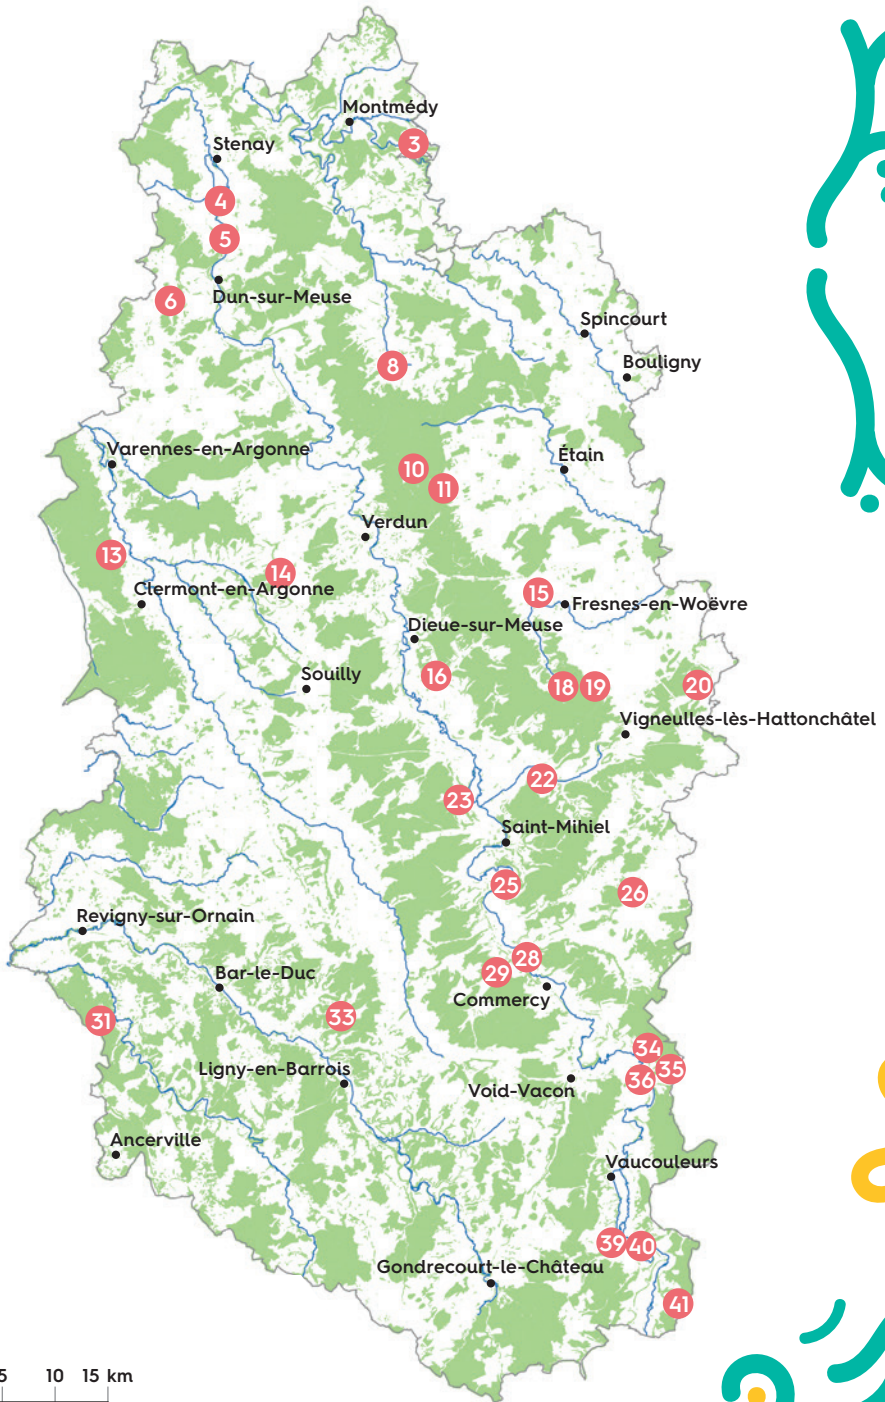 Montmédy
3
Stenay
4
5
Dun-sur-Meuse
6
Spincourt
8
Bouligny
Varennes-en-Argonne
Étain
10
11
Verdun
13
14
Clermont-en-Argonne
15
Fresnes-en-Woëvre
Dieue-sur-Meuse
Souilly
16
18
19
20
Vigneulles-lès-Hattonchâtel
22
23
Saint-Mihiel
25
26
Revigny-sur-Ornain
28
29
Bar-le-Duc
Commercy
31
33
34
35
36
Ligny-en-Barrois
Void-Vacon
Ancerville
Vaucouleurs
39
40
Gondrecourt-le-Château
41
5 10 15 km